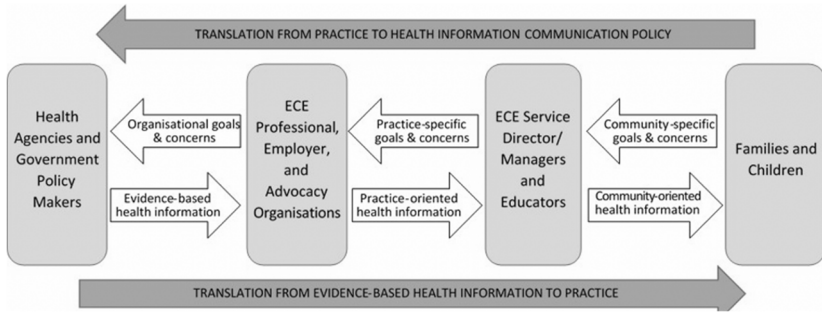 TRANSLATION FROM PRACTICE TO HEALTH INFORMATION COMMUNICATION POLICY
Health
Agencies and
Government
Policy
Makers
Organisational goals
& concerns
Evidence-based
health information
ECE
Professional,
Employer,
and
Advocacy
Organisations
Practice-specific
goals & concerns
Practice-oriented
health information
ECE Service
Director/
Managers
and
Educators
Community-specific
goals & concerns
Community-oriented
health information
Families and
Children
TRANSLATION FROM EVIDENCE-BASED HEALTH INFORMATION TO PRACTICE